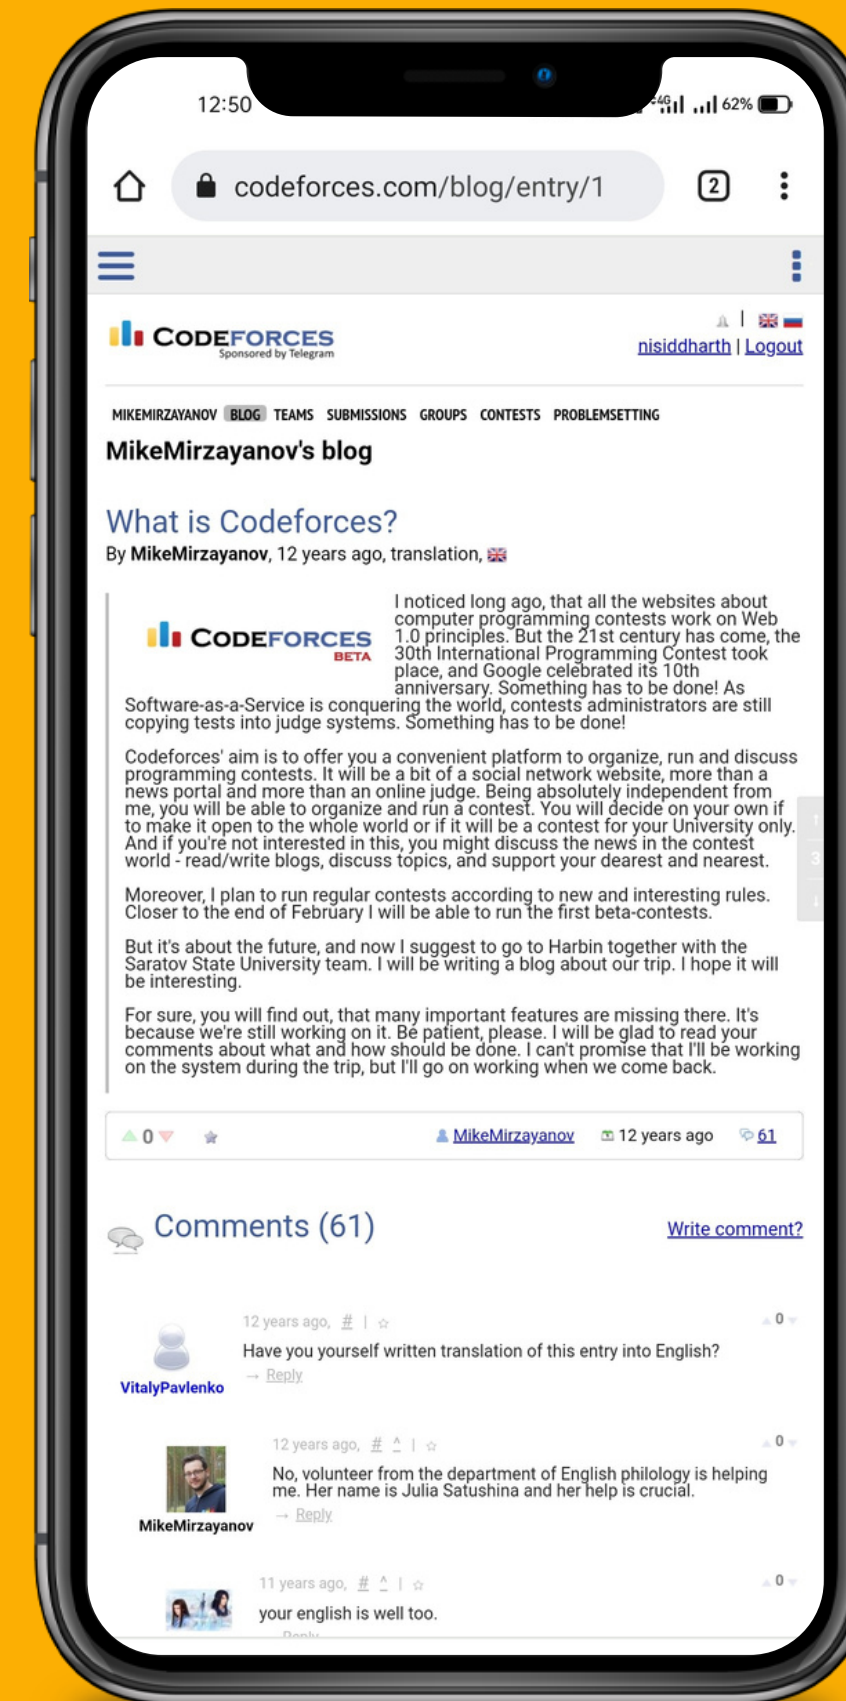 12:50
4G 62%
codeforces.com/blog/entry/1
2
CODEFORCES
Sponsored by Telegram
nisiddharth | Logout
MIKEMIRZAYANOV BLOG TEAMS SUBMISSIONS GROUPS CONTESTS PROBLEMSETTING
MikeMirzayanov's blog
What is Codeforces?
By MikeMirzayanov, 12 years ago, translation,
CODEFORCES
BETA
I noticed long ago, that all the websites about
computer programming contests work on Web
1.0 principles. But the 21st century has come, the
30th International Programming Contest took
place, and Google celebrated its 10th
anniversary. Something has to be done! As
Software-as-a-Service is conquering the world, contests administrators are still
copying tests into judge systems. Something has to be done!
Codeforces' aim is to offer you a convenient platform to organize, run and discuss
programming contests. It will be a bit of a social network website, more than a
news portal and more than an online judge. Being absolutely independent from
me, you will be able to organize and run a contest. You will decide on your own if
to make it open to the whole world or if it will be a contest for your University only.
And if you're not interested in this, you might discuss the news in the contest
world - read/write blogs, discuss topics, and support your dearest and nearest.
Moreover, I plan to run regular contests according to new and interesting rules.
Closer to the end of February I will be able to run the first beta-contests.
But it's about the future, and now I suggest to go to Harbin together with the
Saratov State University team. I will be writing a blog about our trip. I hope it will
be interesting.
For sure, you will find out, that many important features are missing there. It's
because we're still working on it. Be patient, please. I will be glad to read your
comments about what and how should be done. I can't promise that I'll be working
on the system during the trip, but I'll go on working when we come back.
↑
3
↓
0 MikeMirzayanov 12 years ago 61
Comments (61) Write comment?
12 years ago, # | ☆ 0
Have you yourself written translation of this entry into English?
→ Reply
VitalyPavlenko
12 years ago, # ^ | ☆ 0
No, volunteer from the department of English philology is helping
me. Her name is Julia Satushina and her help is crucial.
→ Reply
MikeMirzayanov
11 years ago, # ^ | ☆ 0
your english is well too.
Reply